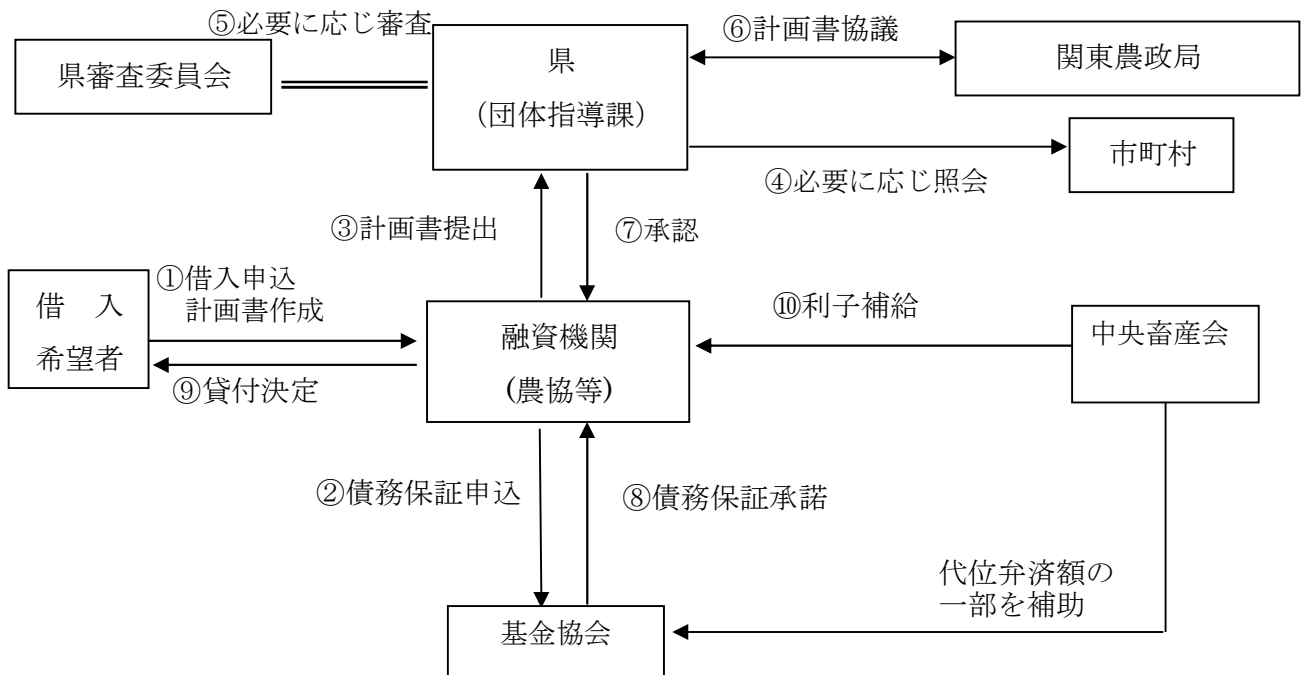 ⑤必要に応じ審査
県審査委員会
県
(団体指導課)
⑥計画書協議
関東農政局
④必要に応じ照会
市町村
③計画書提出
⑦承認
借　入
希望者
①借入申込
計画書作成
⑨貸付決定
融資機関
(農協等)
⑩利子補給
中央畜産会
②債務保証申込
⑧債務保証承諾
代位弁済額の
一部を補助
基金協会